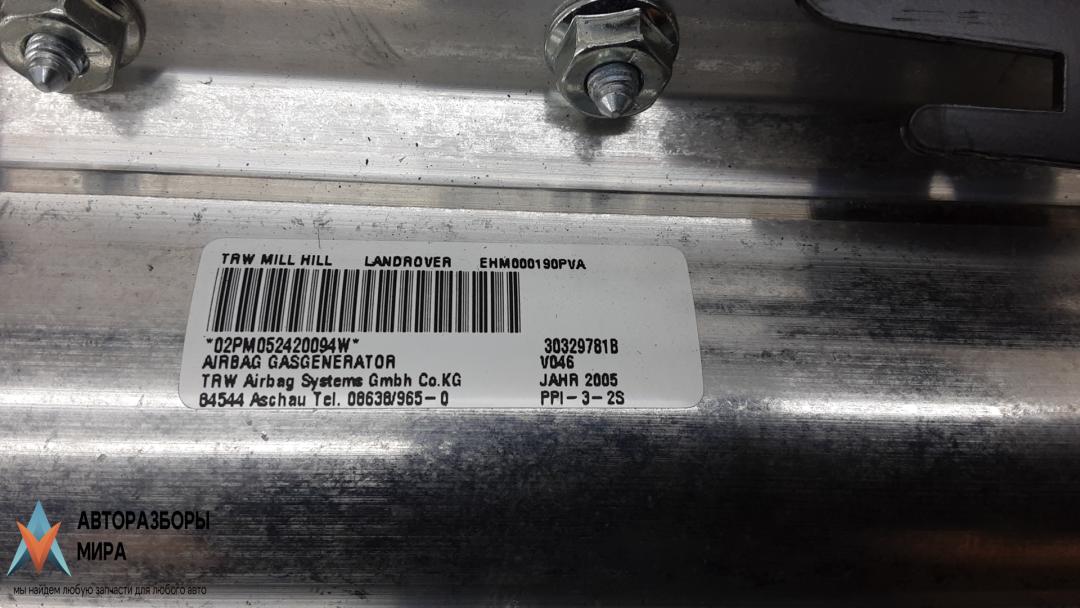 TRW MILL HILL LANDROVER EHM000190PVA
*02PM052420094W* 30329781B
AIRBAG GASGENERATOR V046
TRW Airbag Systems Gmbh Co.KG JAHR 2005
84544 Aschau Tel. 08638/965-0 PPI-3-2S
АВТОРАЗБОРЫ
МИРА
мы найдем любую запчасти для любого авто